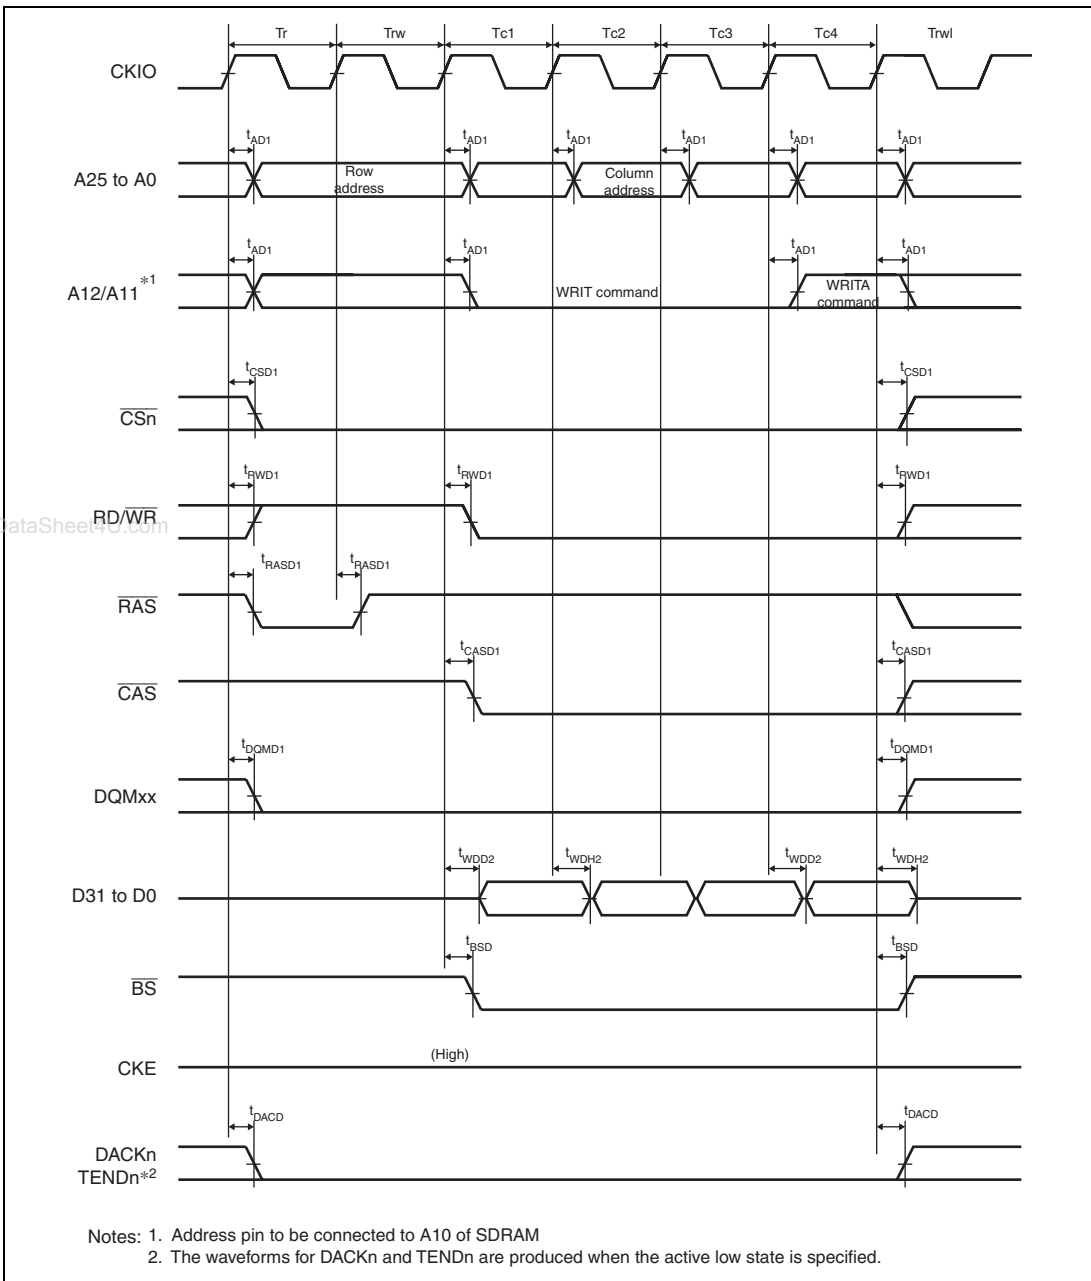 Tr Trw Tc1 Tc2 Tc3 Tc4 Trwl
CKIO
tAD1 tAD1 tAD1 tAD1 tAD1 tAD1
A25 to A0
Row
address
Column
address
tAD1 tAD1 tAD1 tAD1
A12/A11*1
WRIT command
WRITA
command
tCSD1 tCSD1
CSn
tRWD1 tRWD1 tRWD1
RD/WR
DataSheet4U.com
tRASD1 tRASD1
RAS
tCASD1 tCASD1
CAS
tDQMD1 tDQMD1
DQMxx
tWDD2 tWDH2 tWDD2 tWDH2
D31 to D0
tBSD tBSD
BS
(High)
CKE
tDACD tDACD
DACKn
TENDn*2
Notes: 1. Address pin to be connected to A10 of SDRAM
2. The waveforms for DACKn and TENDn are produced when the active low state is specified.